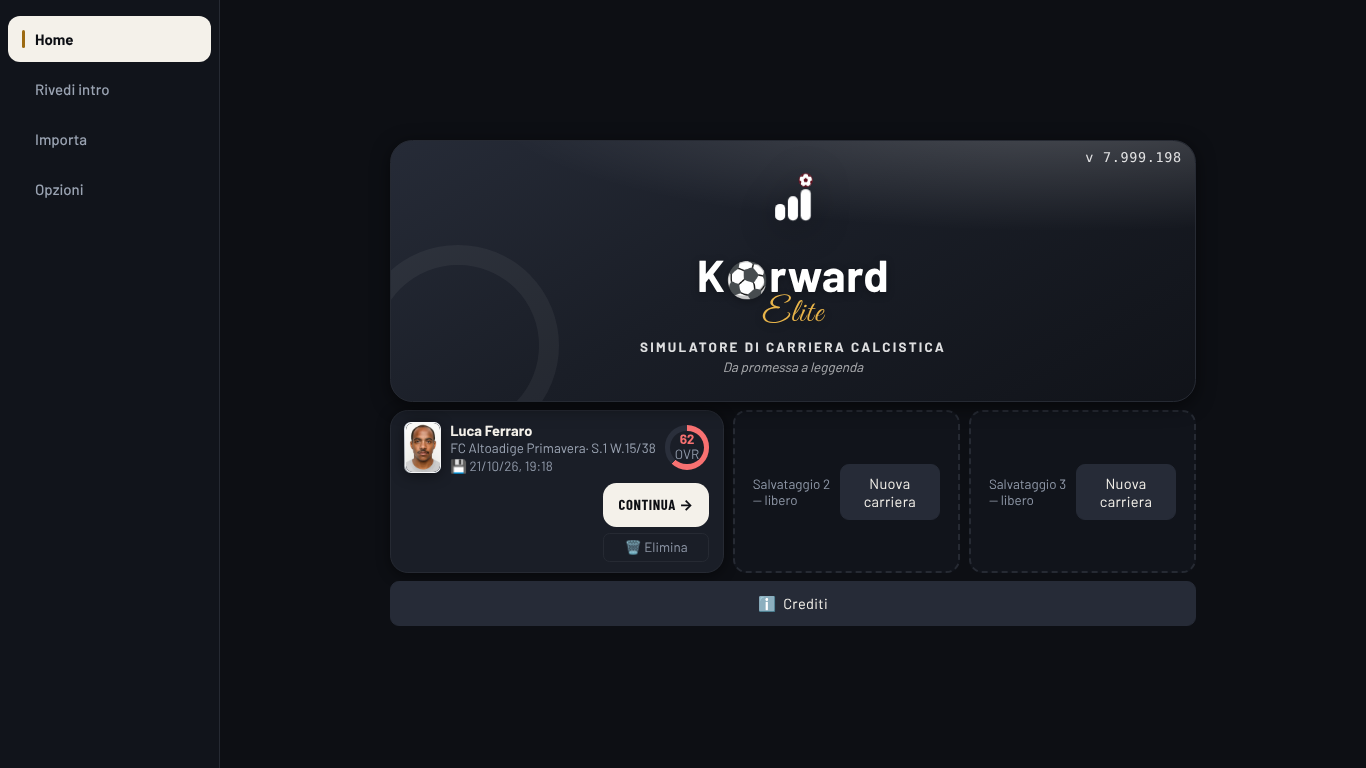 Home
Rivedi intro
Importa
Opzioni
v 7.999.198
K⚽rward
Elite
SIMULATORE DI CARRIERA CALCISTICA
Da promessa a leggenda
Luca Ferraro
FC Altoadige Primavera· S.1 W.15/38
💾 21/10/26, 19:18
62
OVR
CONTINUA →
🗑️ Elimina
Salvataggio 2
— libero
Nuova
carriera
Salvataggio 3
— libero
Nuova
carriera
ℹ️ Crediti